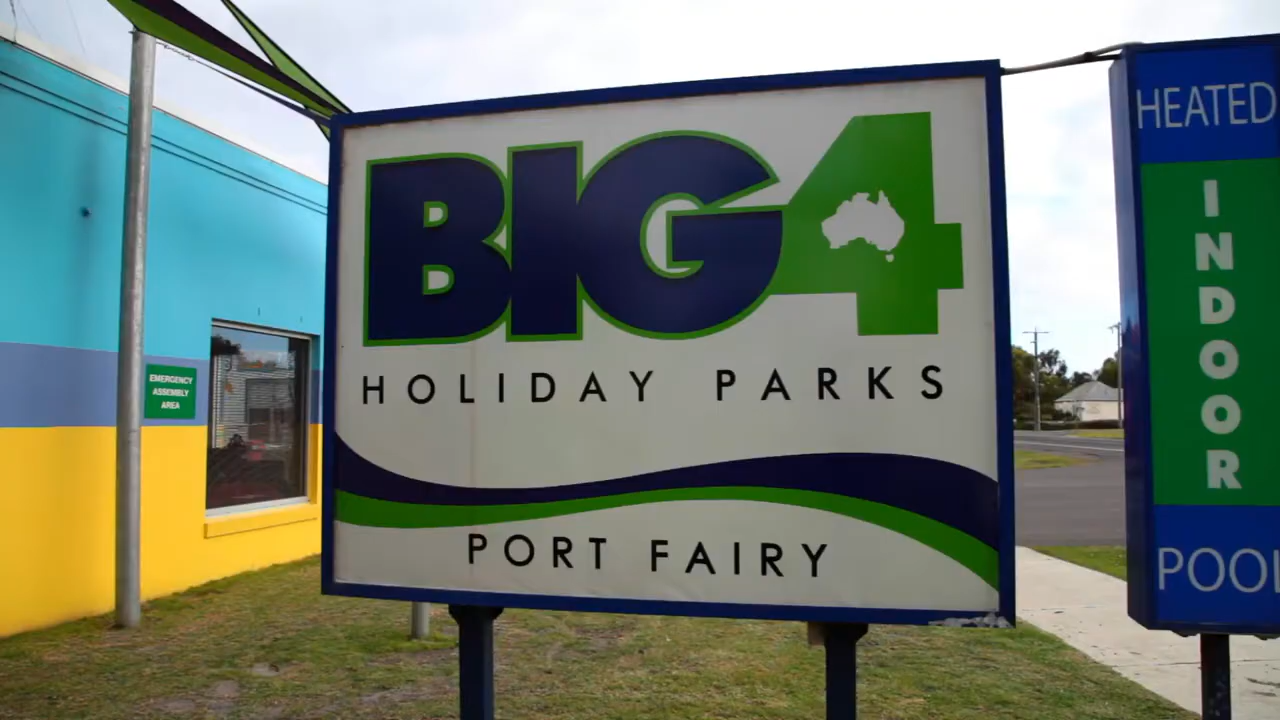 BIG4
HOLIDAY PARKS
PORT FAIRY
EMERGENCY
ASSEMBLY
AREA
HEATED
INDOOR
POOL